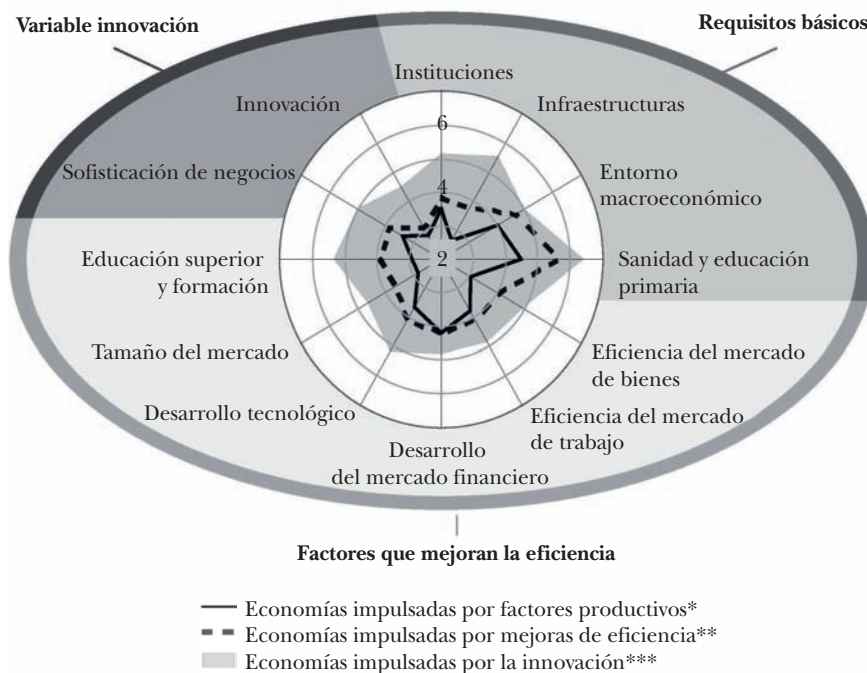 Variable innovación
Requisitos básicos
Instituciones
Innovación
Infraestructuras
Sofisticación de negocios
Entorno
macroeconómico
Educación superior
y formación
Sanidad y educación
primaria
Tamaño del mercado
Eficiencia del mercado
de bienes
Desarrollo tecnológico
Eficiencia del mercado
de trabajo
Desarrollo
del mercado financiero
6
4
2
Factores que mejoran la eficiencia
Economías impulsadas por factores productivos*
Economías impulsadas por mejoras de eficiencia**
Economías impulsadas por la innovación***